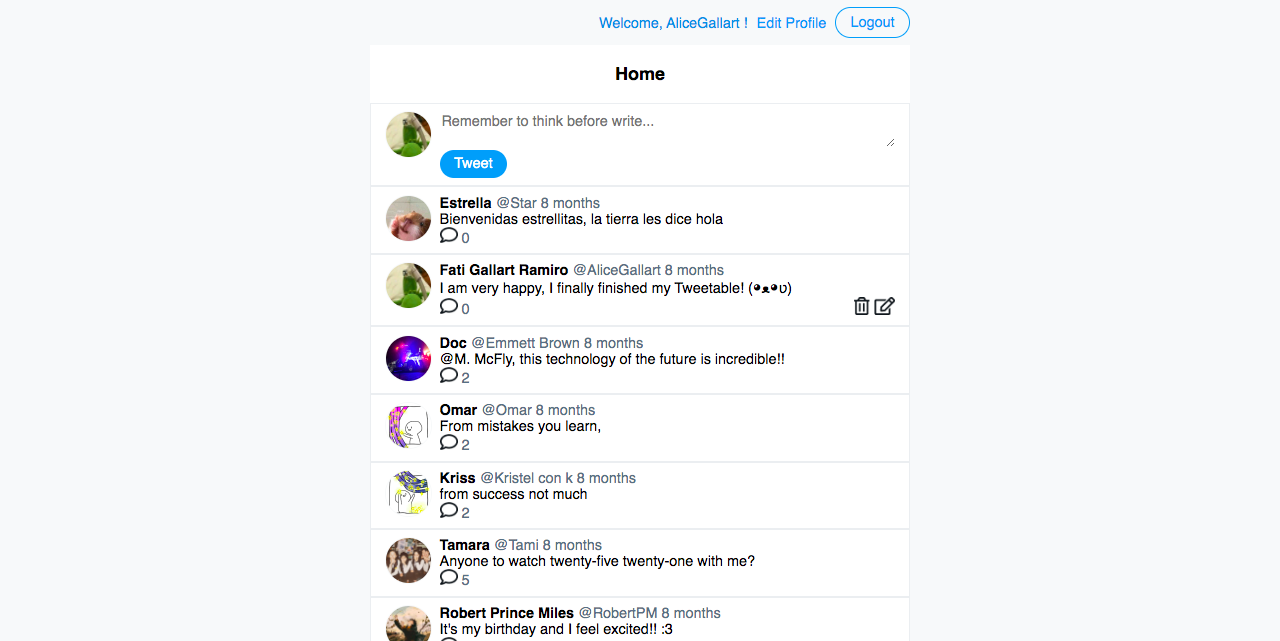 Welcome, AliceGallart ! Edit Profile Logout
Home
Remember to think before write...
Tweet
Estrella @Star 8 months
Bienvenidas estrellitas, la tierra les dice hola
0
Fati Gallart Ramiro @AliceGallart 8 months
I am very happy, I finally finished my Tweetable! (◕ᴥ◕ʋ)
0
Doc @Emmett Brown 8 months
@M. McFly, this technology of the future is incredible!!
2
Omar @Omar 8 months
From mistakes you learn,
2
Kriss @Kristel con k 8 months
from success not much
2
Tamara @Tami 8 months
Anyone to watch twenty-five twenty-one with me?
5
Robert Prince Miles @RobertPM 8 months
It's my birthday and I feel excited!! :3